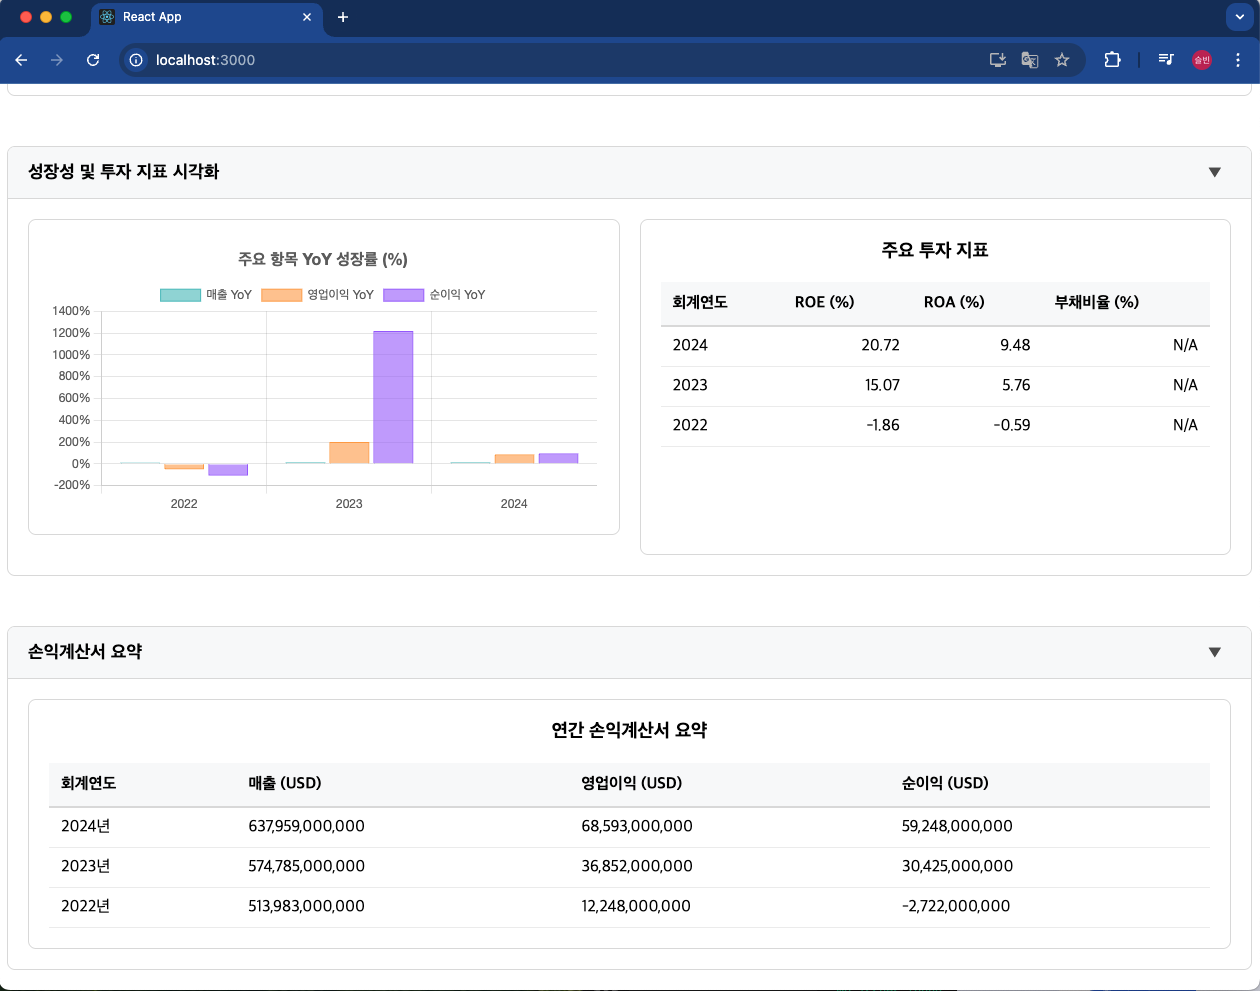 React App
localhost:3000
슬빈
성장성 및 투자 지표 시각화 ▼
주요 항목 YoY 성장률 (%)
매출 YoY 영업이익 YoY 순이익 YoY
1400%
1200%
1000%
800%
600%
400%
200%
0%
-200%
2022 2023 2024
주요 투자 지표
회계연도 ROE (%) ROA (%) 부채비율 (%)
2024 20.72 9.48 N/A
2023 15.07 5.76 N/A
2022 -1.86 -0.59 N/A
손익계산서 요약 ▼
연간 손익계산서 요약
회계연도 매출 (USD) 영업이익 (USD) 순이익 (USD)
2024년 637,959,000,000 68,593,000,000 59,248,000,000
2023년 574,785,000,000 36,852,000,000 30,425,000,000
2022년 513,983,000,000 12,248,000,000 -2,722,000,000